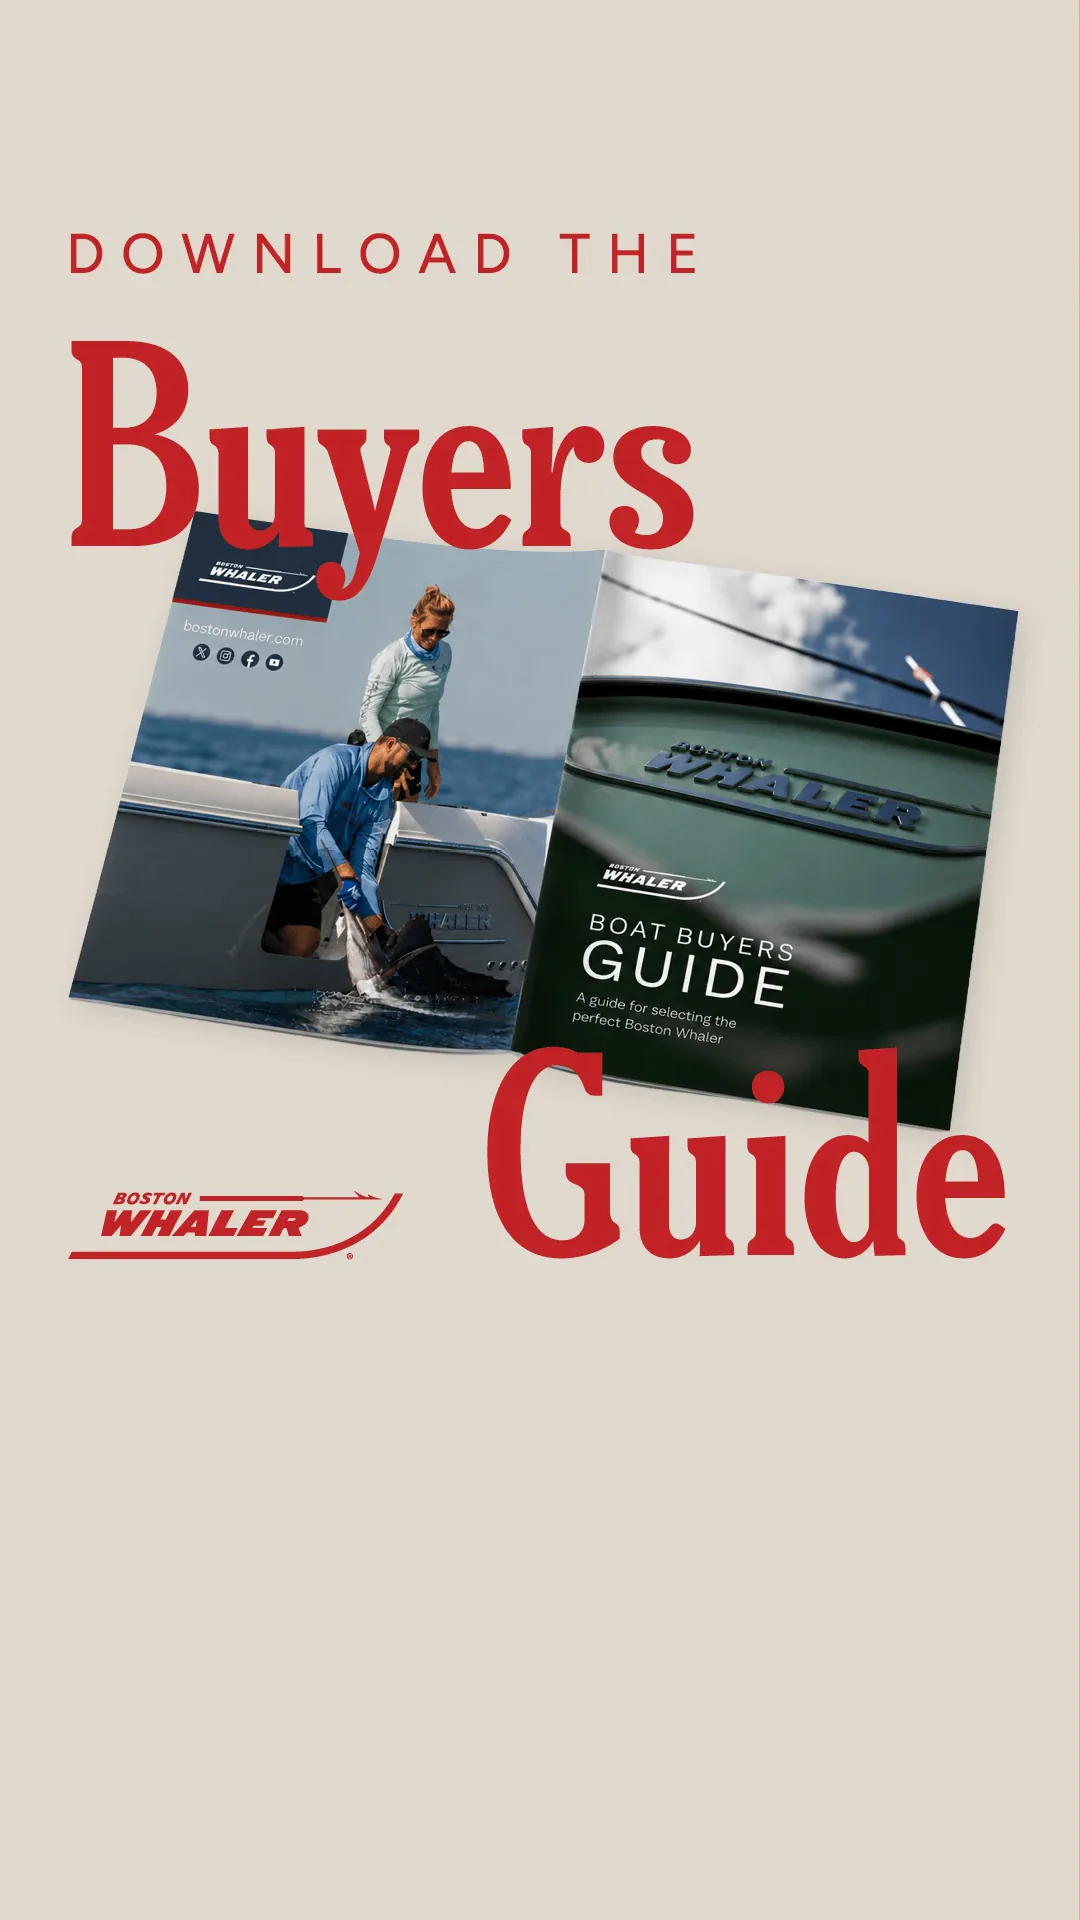 DOWNLOAD THE
Buyers
BOSTON
WHALER
bostonwhaler.com
BOSTON
WHALER
WHALER
BOSTON
WHALER
BOAT BUYERS
GUIDE
A guide for selecting the
perfect Boston Whaler
Guide
BOSTON
WHALER
®